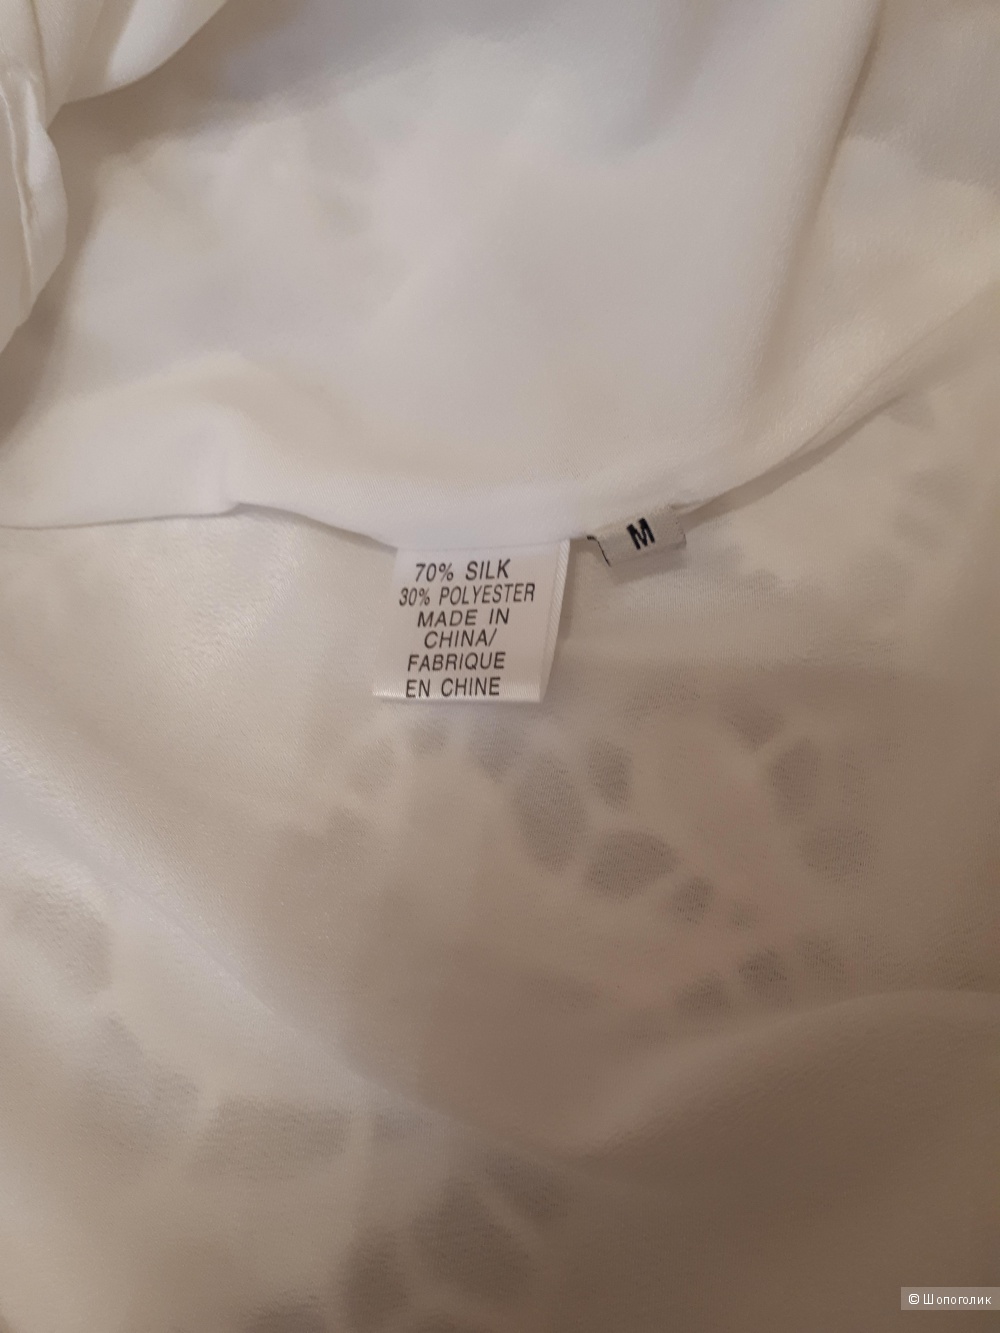 M
70% SILK
30% POLYESTER
MADE IN
CHINA/
FABRIQUE
EN CHINE
© Шопоголик